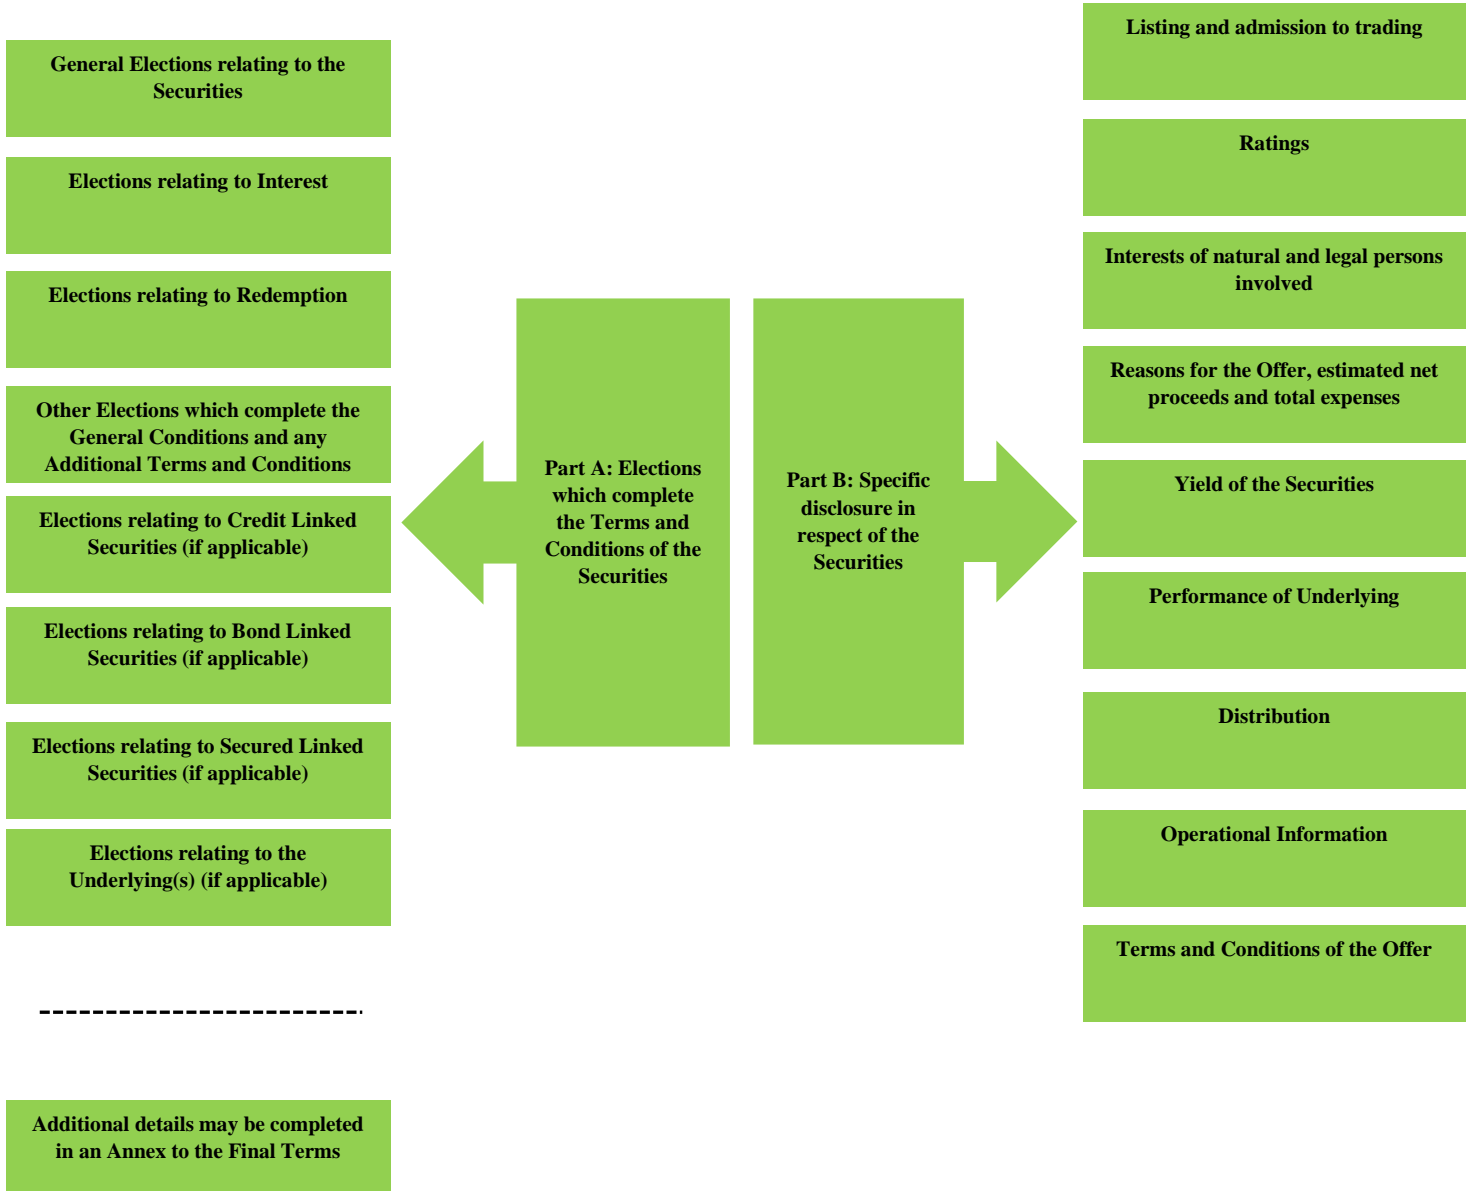 General Elections relating to the
Securities
Elections relating to Interest
Elections relating to Redemption
Other Elections which complete the
General Conditions and any
Additional Terms and Conditions
Elections relating to Credit Linked
Securities (if applicable)
Elections relating to Bond Linked
Securities (if applicable)
Elections relating to Secured Linked
Securities (if applicable)
Elections relating to the
Underlying(s) (if applicable)
Additional details may be completed
in an Annex to the Final Terms
Part A: Elections
which complete
the Terms and
Conditions of the
Securities
Part B: Specific
disclosure in
respect of the
Securities
Listing and admission to trading
Ratings
Interests of natural and legal persons
involved
Reasons for the Offer, estimated net
proceeds and total expenses
Yield of the Securities
Performance of Underlying
Distribution
Operational Information
Terms and Conditions of the Offer